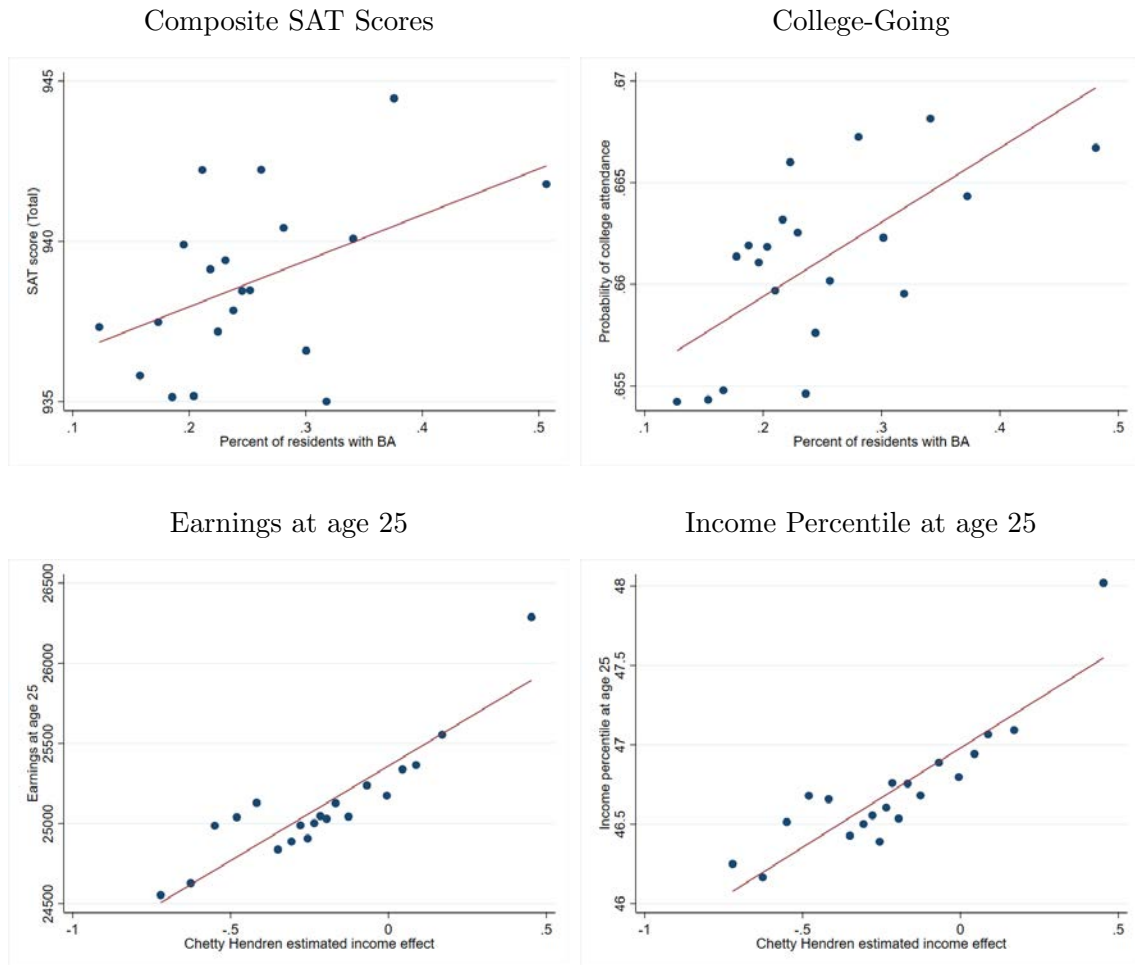 Composite SAT Scores
945
940
935
SAT score (Total)
.1 .2 .3 .4 .5
Percent of residents with BA
College-Going
.67
.665
.66
.655
Probability of college attendance
.1 .2 .3 .4 .5
Percent of residents with BA
Earnings at age 25
26500
26000
25500
25000
24500
Earnings at age 25
-1 -.5 0 .5
Chetty Hendren estimated income effect
Income Percentile at age 25
48
47.5
47
46.5
46
Income percentile at age 25
-1 -.5 0 .5
Chetty Hendren estimated income effect